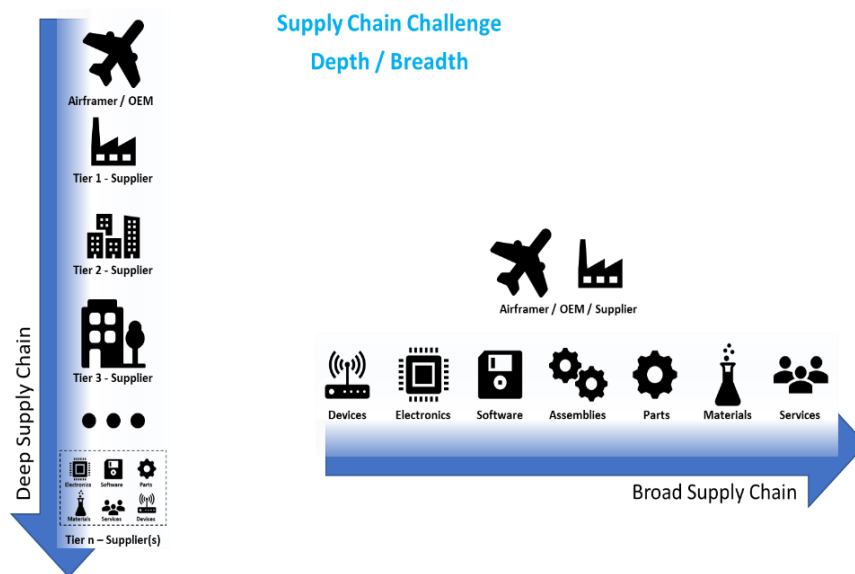 Supply Chain Challenge
Depth / Breadth
Airframer / OEM
Tier 1 - Supplier
Tier 2 - Supplier
Tier 3 - Supplier
Electronics Software Parts
Materials Services Devices
Tier n – Supplier(s)
Deep Supply Chain
Airframer / OEM / Supplier
Devices Electronics Software Assemblies Parts Materials Services
Broad Supply Chain